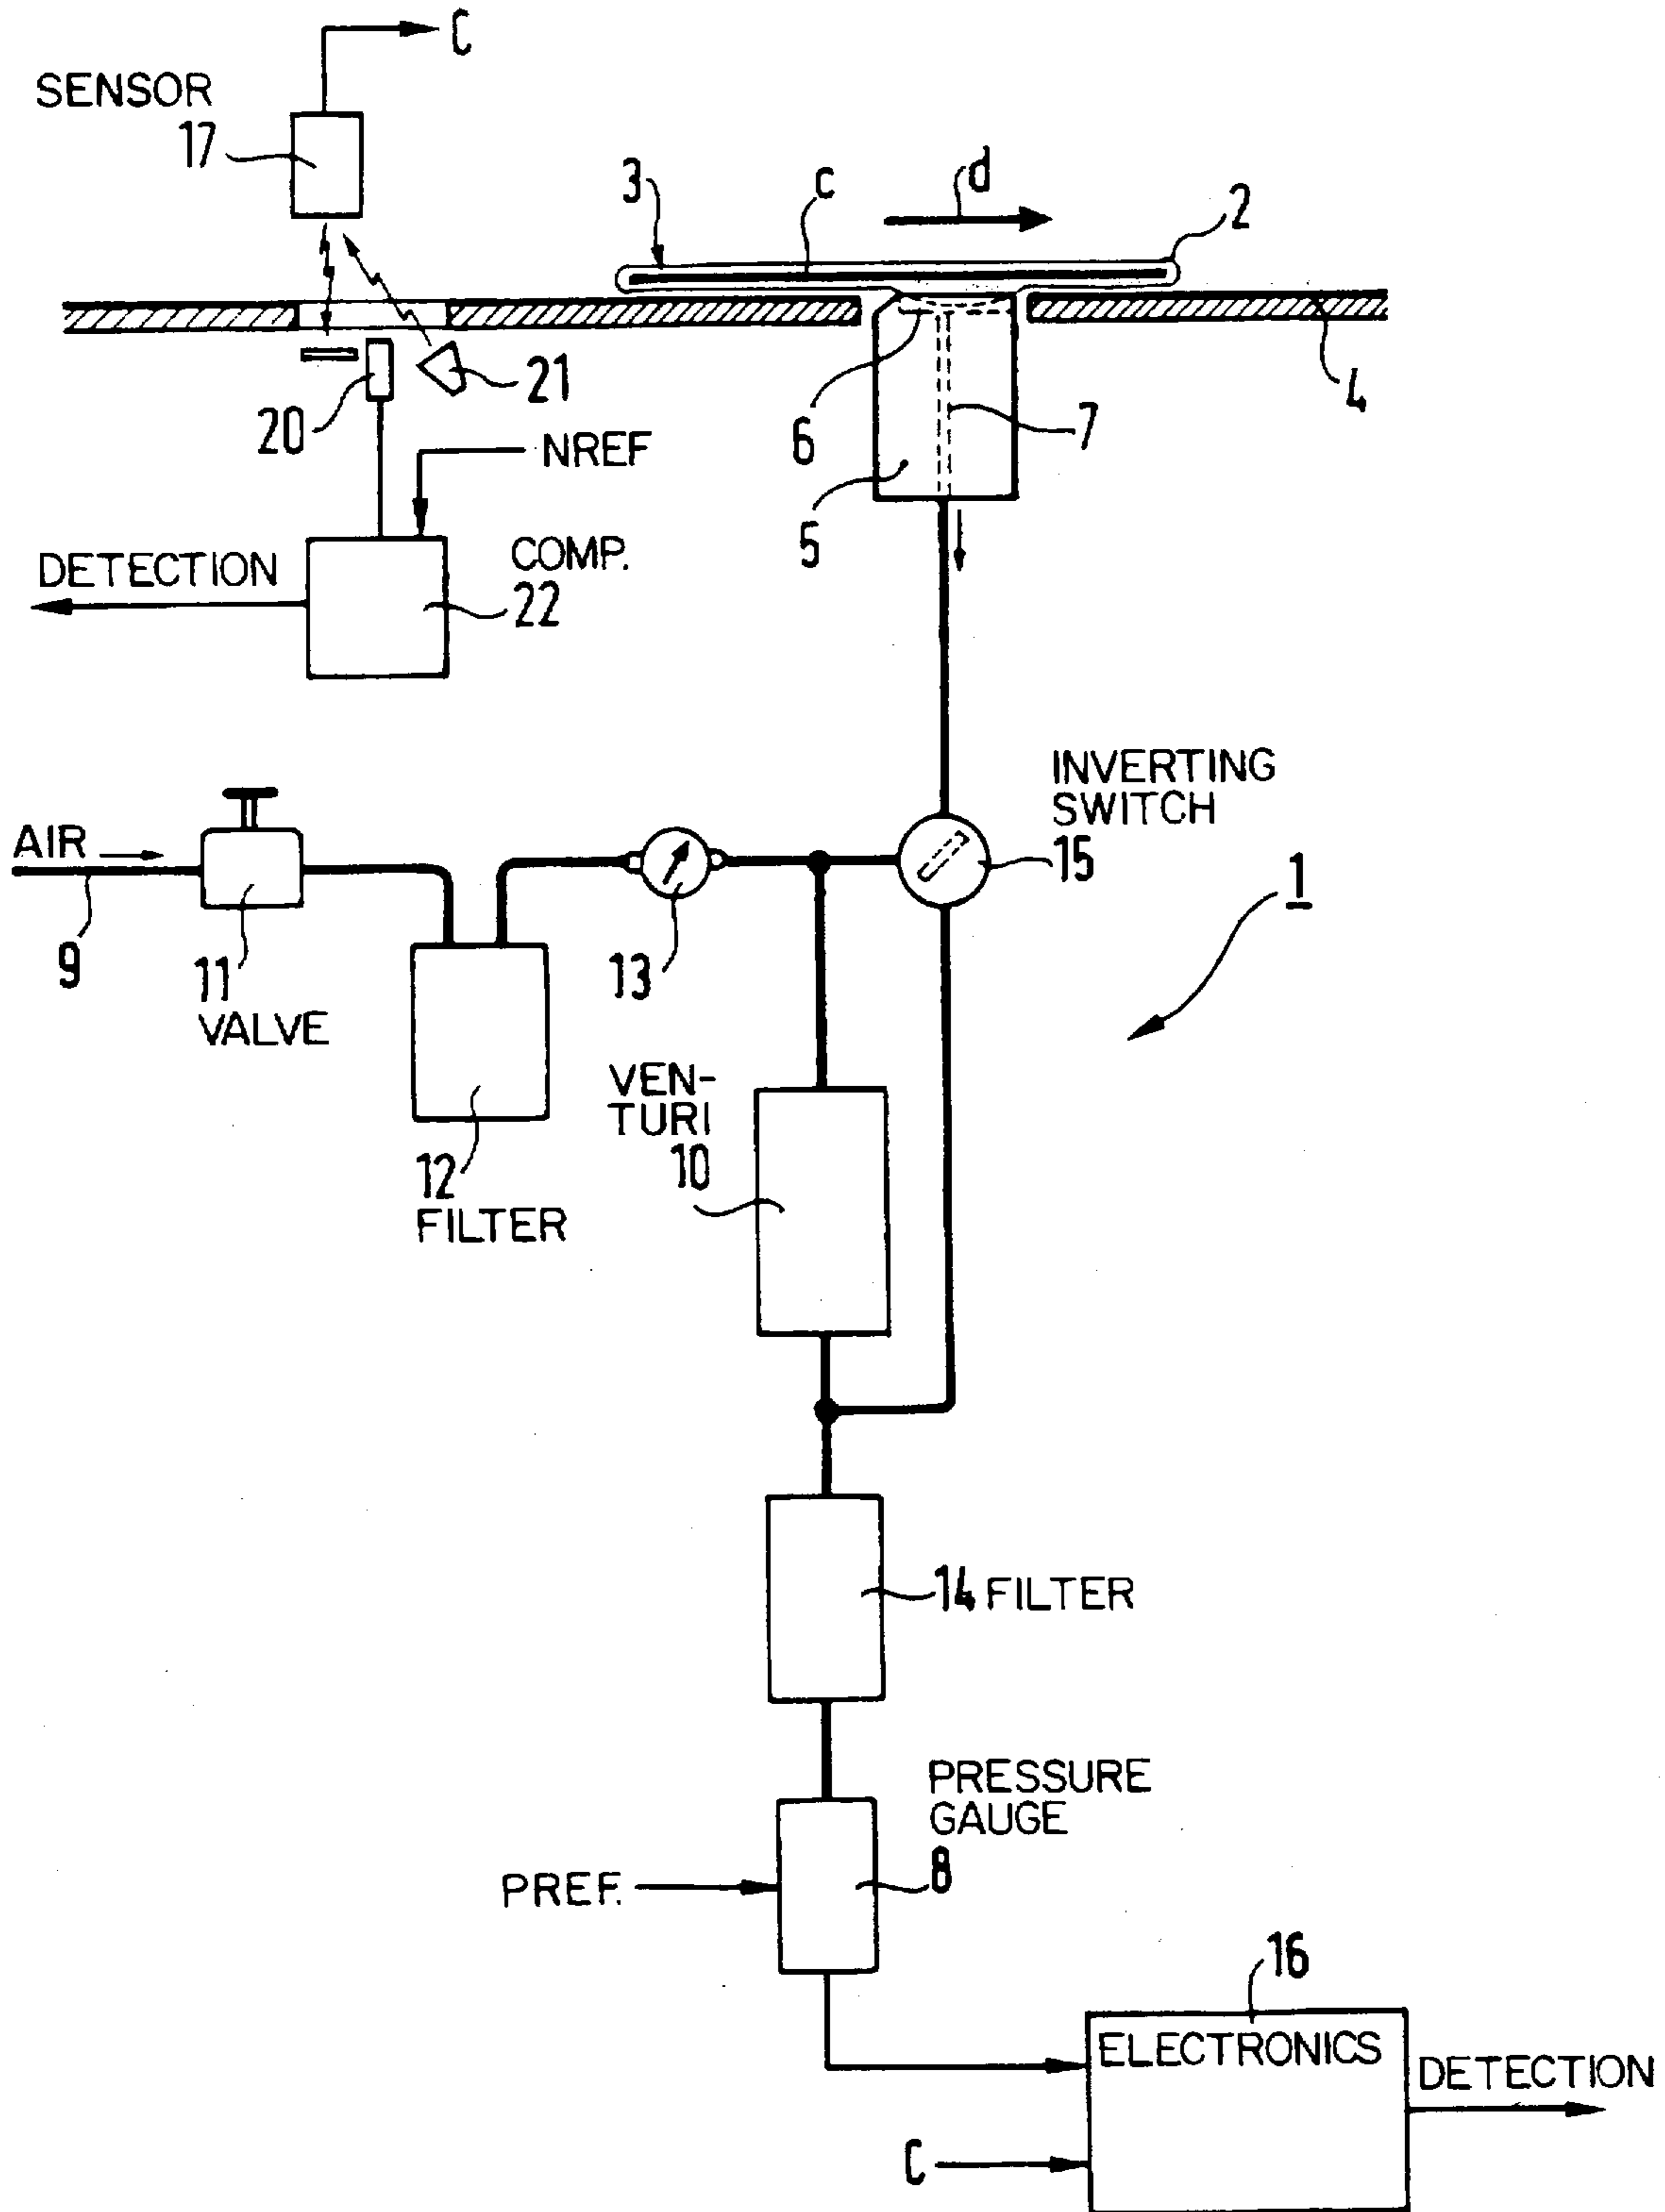 C
SENSOR
17
3
c
d
2
20
21
6
7
4
5
NREF
DETECTION
COMP.
22
INVERTING
SWITCH
15
AIR
9
11
VALVE
13
1
12
FILTER
VEN-
TURI
10
14 FILTER
PRESSURE
GAUGE
8
PREF.
16
ELECTRONICS
DETECTION
C